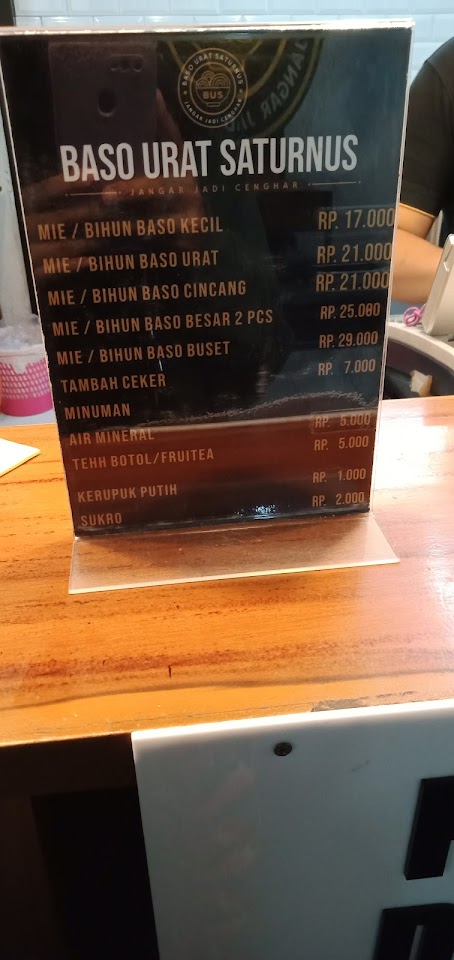 BASO URAT SATURNUS
BUS
JANGAR JADI CENGHAR
BASO URAT SATURNUS
JANGAR JADI CENGHAR
MIE / BIHUN BASO KECIL RP. 17.000
MIE / BIHUN BASO URAT RP. 21.000
MIE / BIHUN BASO CINCANG RP. 21.000
MIE / BIHUN BASO BESAR 2 PCS RP. 25.000
MIE / BIHUN BASO BUSET RP. 29.000
TAMBAH CEKER RP. 7.000
MINUMAN
AIR MINERAL RP. 5.000
TEHH BOTOL/FRUITEA RP. 5.000
KERUPUK PUTIH RP. 1.000
SUKRO RP. 2.000